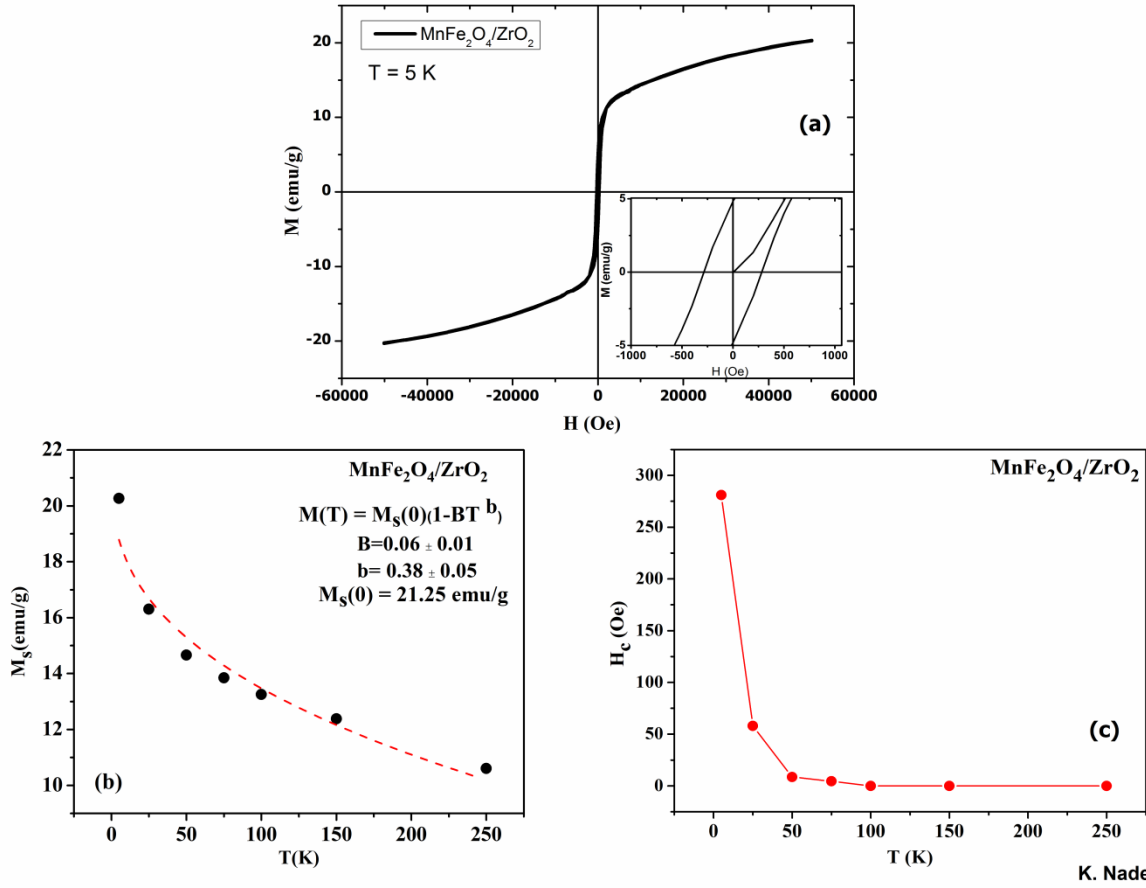 MnFe₂O₄/ZrO₂
T = 5 K
(a)
M (emu/g)
20
10
0
-10
-20
-60000 -40000 -20000 0 20000 40000 60000
H (Oe)
M (emu/g)
5
0
-5
-1000 -500 0 500 1000
H (Oe)
MnFe₂O₄/ZrO₂
M(T) = Mₛ(0)(1-BT ᵇ)
B=0.06 ± 0.01
b= 0.38 ± 0.05
Mₛ(0) = 21.25 emu/g
(b)
Mₛ(emu/g)
22
20
18
16
14
12
10
0 50 100 150 200 250
T(K)
MnFe₂O₄/ZrO₂
(c)
H_c (Oe)
300
250
200
150
100
50
0
0 50 100 150 200 250
T (K)
K. Nade